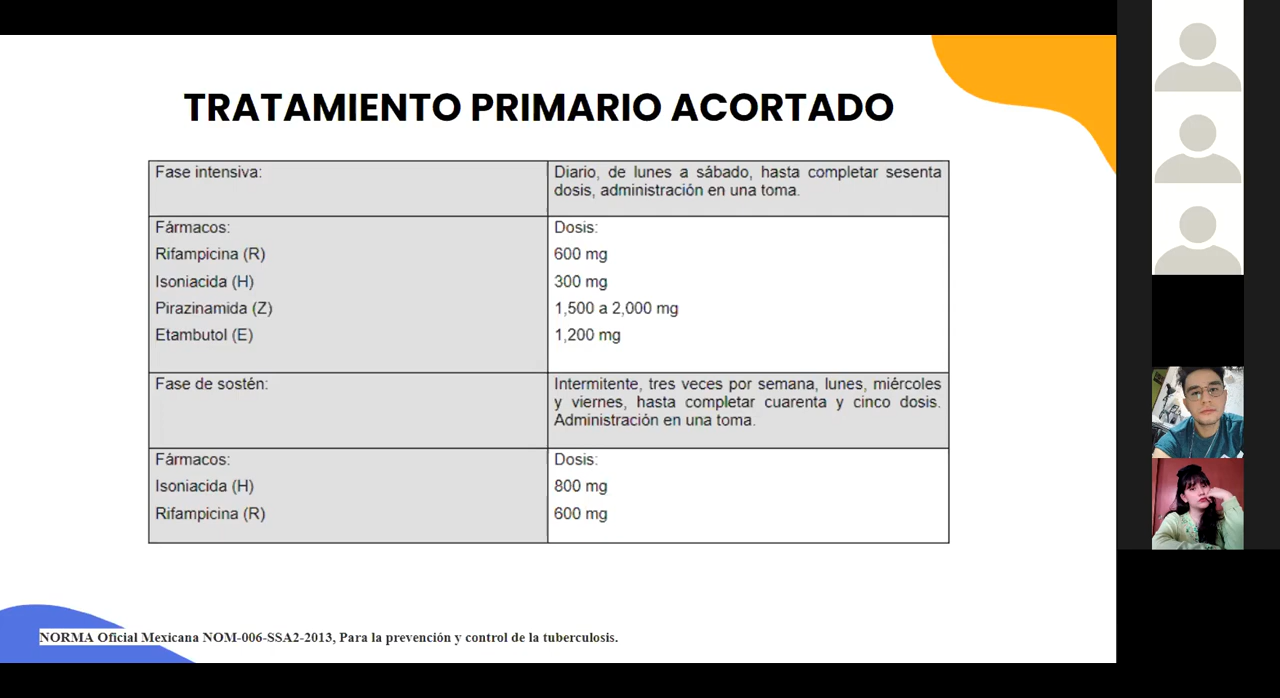 TRATAMIENTO PRIMARIO ACORTADO
Fase intensiva:
Diario, de lunes a sábado, hasta completar sesenta
dosis, administración en una toma.
Fármacos:
Dosis:
Rifampicina (R)
600 mg
Isoniacida (H)
300 mg
Pirazinamida (Z)
1,500 a 2,000 mg
Etambutol (E)
1,200 mg
Fase de sostén:
Intermitente, tres veces por semana, lunes, miércoles
y viernes, hasta completar cuarenta y cinco dosis.
Administración en una toma.
Fármacos:
Dosis:
Isoniacida (H)
800 mg
Rifampicina (R)
600 mg
NORMA Oficial Mexicana NOM-006-SSA2-2013, Para la prevención y control de la tuberculosis.